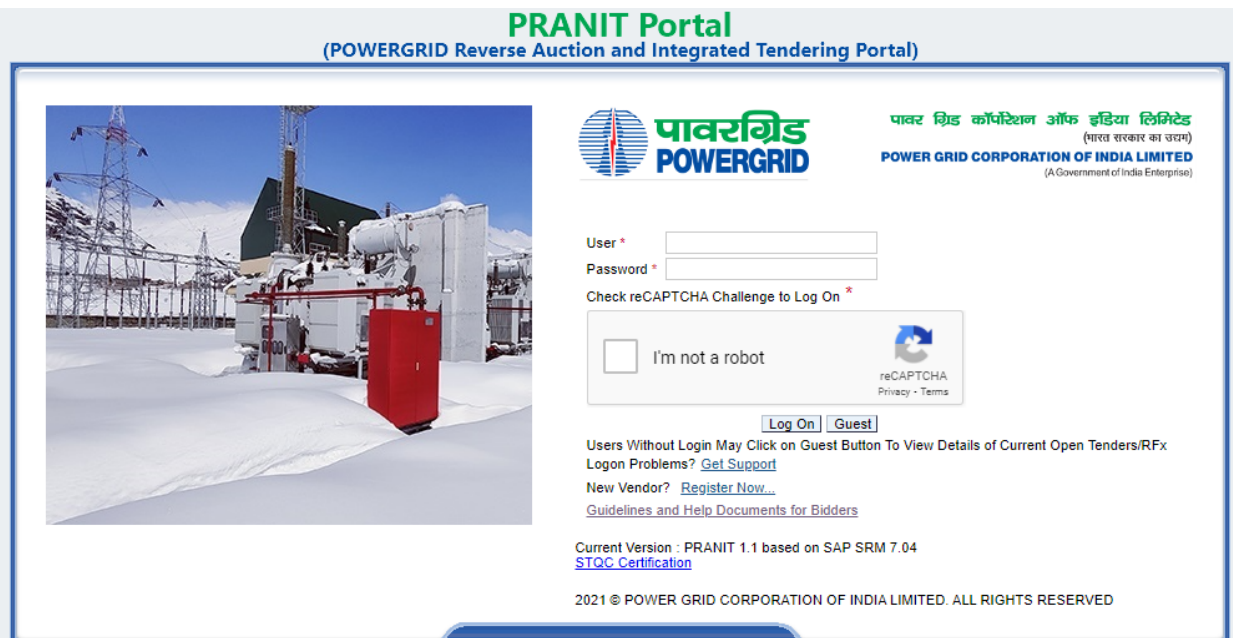 PRANIT Portal
(POWERGRID Reverse Auction and Integrated Tendering Portal)
पावरग्रिड
POWERGRID
पावर ग्रिड कॉर्पोरेशन ऑफ इंडिया लिमिटेड
(भारत सरकार का उद्यम)
POWER GRID CORPORATION OF INDIA LIMITED
(A Government of India Enterprise)
User *
Password *
Check reCAPTCHA Challenge to Log On *
I'm not a robot
reCAPTCHA
Privacy - Terms
Log On Guest
Users Without Login May Click on Guest Button To View Details of Current Open Tenders/RFx
Logon Problems? Get Support
New Vendor? Register Now...
Guidelines and Help Documents for Bidders
Current Version : PRANIT 1.1 based on SAP SRM 7.04
STQC Certification
2021 © POWER GRID CORPORATION OF INDIA LIMITED. ALL RIGHTS RESERVED